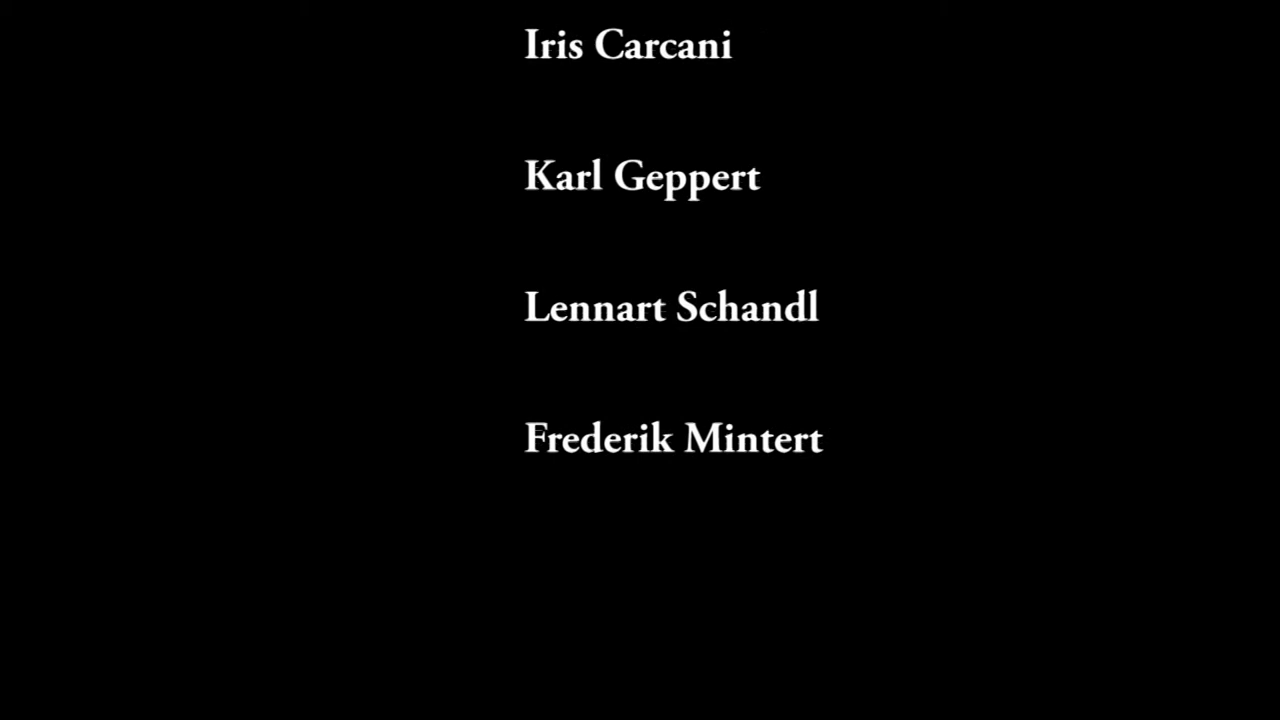 Iris Carcani
Karl Geppert
Lennart Schandl
Frederik Mintert